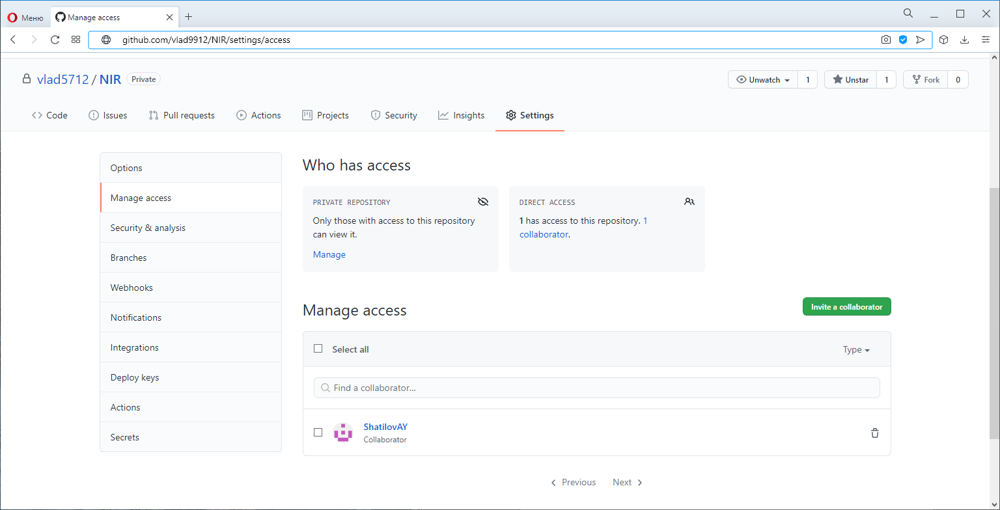 Меню
Manage access
github.com/vlad9912/NIR/settings/access
vlad5712 / NIR Private
Unwatch 1 Unstar 1 Fork 0
Code Issues Pull requests Actions Projects Security Insights Settings
Options
Manage access
Security & analysis
Branches
Webhooks
Notifications
Integrations
Deploy keys
Actions
Secrets
Who has access
PRIVATE REPOSITORY
Only those with access to this repository
can view it.
Manage
DIRECT ACCESS
1 has access to this repository. 1
collaborator.
Manage access
Invite a collaborator
Select all
Type
Find a collaborator...
ShatilovAY
Collaborator
Previous Next